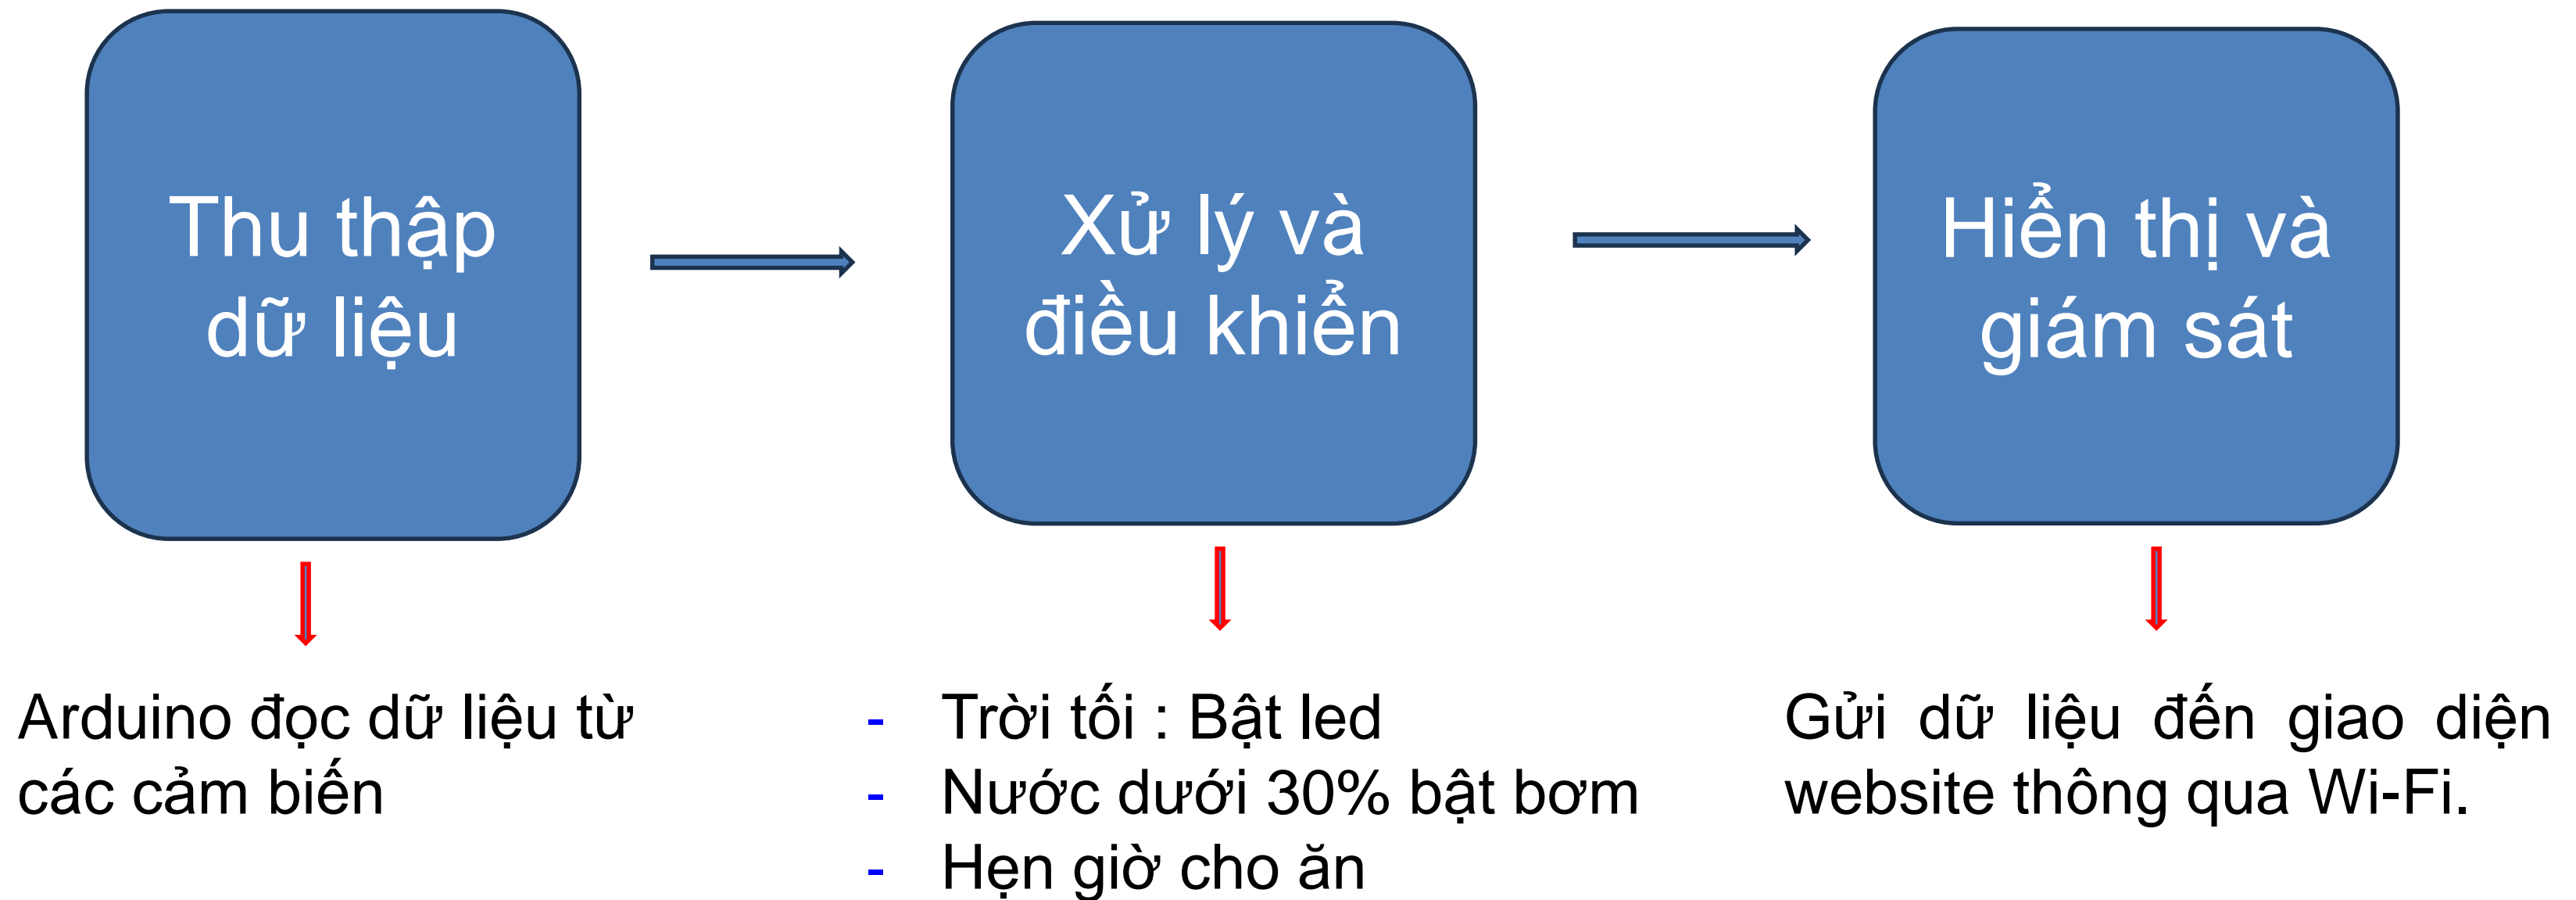 Thu thập
dữ liệu
Xử lý và
điều khiển
Hiển thị và
giám sát
Arduino đọc dữ liệu từ
các cảm biến
- Trời tối : Bật led
- Nước dưới 30% bật bơm
- Hẹn giờ cho ăn
Gửi dữ liệu đến giao diện
website thông qua Wi-Fi.